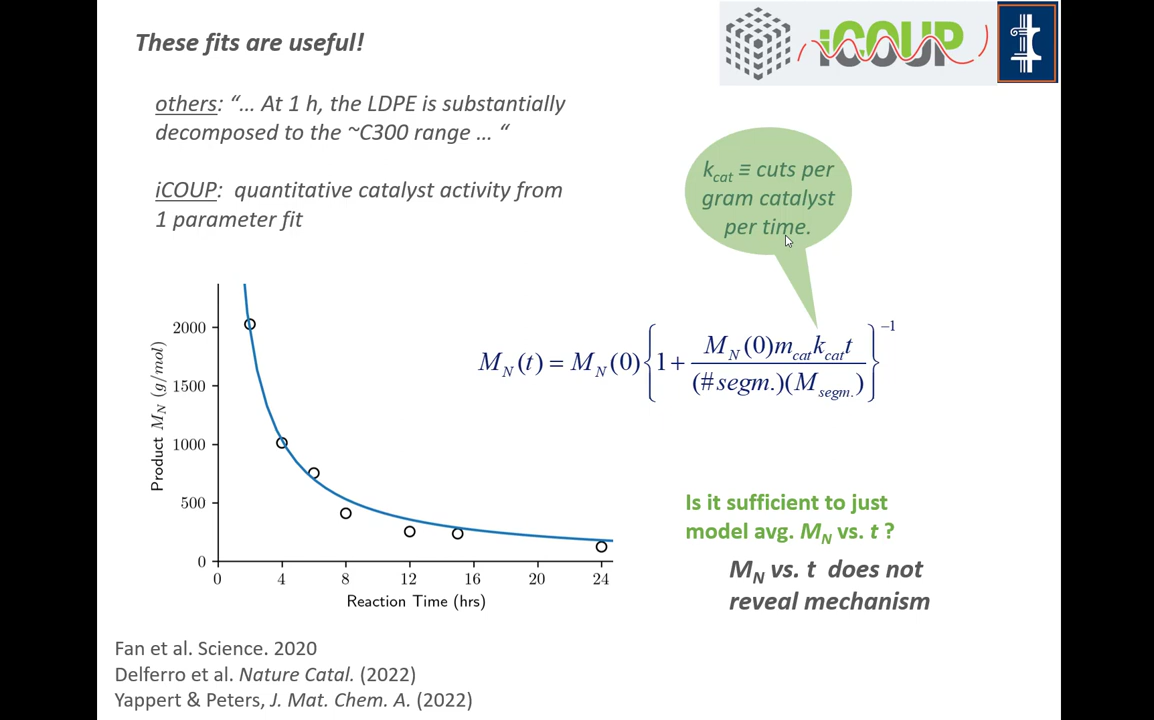 These fits are useful!
iCOUP
others: “… At 1 h, the LDPE is substantially
decomposed to the ~C300 range … “
iCOUP: quantitative catalyst activity from
1 parameter fit
k_cat ≡ cuts per
gram catalyst
per time.
M_N(t) = M_N(0){1 + M_N(0)m_cat k_cat t / (# segm.)(M_segm.)}^–1
Product M_N (g/mol)
2000
1500
1000
500
0
0 4 8 12 16 20 24
Reaction Time (hrs)
Is it sufficient to just
model avg. M_N vs. t ?
M_N vs. t does not
reveal mechanism
Fan et al. Science. 2020
Delferro et al. Nature Catal. (2022)
Yappert & Peters, J. Mat. Chem. A. (2022)